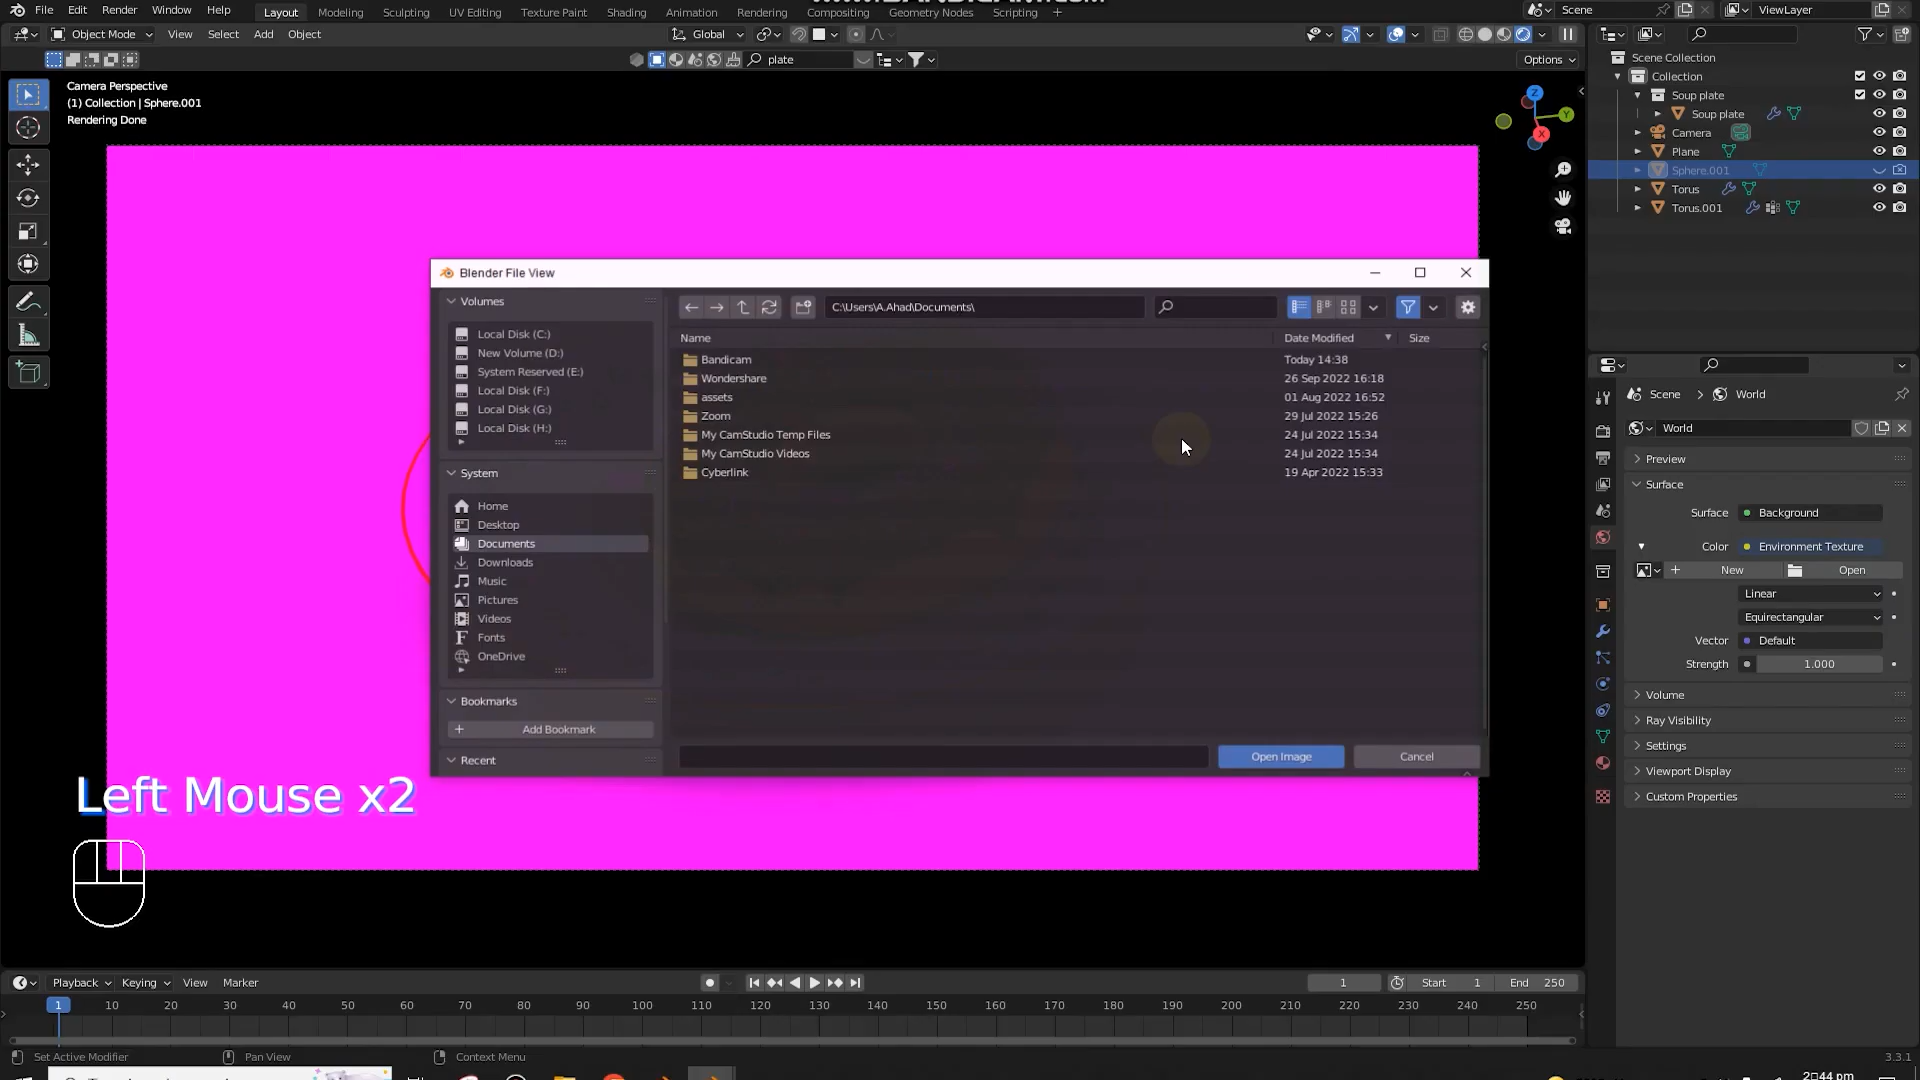 File Edit Render Window Help Layout Modeling Sculpting UV Editing Texture Paint Shading Animation Rendering Compositing Geometry Nodes Scripting + Scene ViewLayer
Object Mode View Select Add Object Global
plate Options
Camera Perspective
(1) Collection | Sphere.001
Rendering Done
Z
Y
X
Scene Collection
Collection
Soup plate
Soup plate
Camera
Plane
Sphere.001
Torus
Torus.001
Blender File View
Volumes
Local Disk (C:)
New Volume (D:)
System Reserved (E:)
Local Disk (F:)
Local Disk (G:)
Local Disk (H:)
System
Home
Desktop
Documents
Downloads
Music
Pictures
Videos
Fonts
OneDrive
Bookmarks
Add Bookmark
Recent
C:\Users\A.Ahad\Documents\
Name Date Modified Size
Bandicam Today 14:38
Wondershare 26 Sep 2022 16:18
assets 01 Aug 2022 16:52
Zoom 29 Jul 2022 15:26
My CamStudio Temp Files 24 Jul 2022 15:34
My CamStudio Videos 24 Jul 2022 15:34
Cyberlink 19 Apr 2022 15:33
Open Image Cancel
Scene > World
World
Preview
Surface
Surface Background
Color Environment Texture
New Open
Linear
Equirectangular
Vector Default
Strength 1.000
Volume
Ray Visibility
Settings
Viewport Display
Custom Properties
Left Mouse x2
Playback Keying View Marker 1 Start 1 End 250
1 10 20 30 40 50 60 70 80 90 100 110 120 130 140 150 160 170 180 190 200 210 220 230 240 250
Set Active Modifier Pan View Context Menu 3.3.1